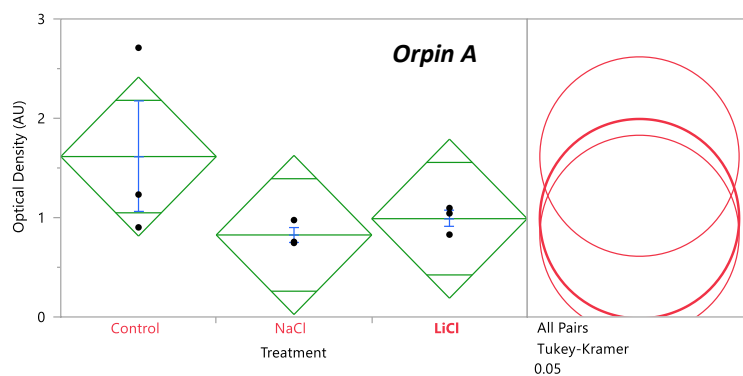 Orpin A
Optical Density (AU)
3
2
1
0
Control NaCl LiCl
Treatment
All Pairs
Tukey-Kramer
0.05